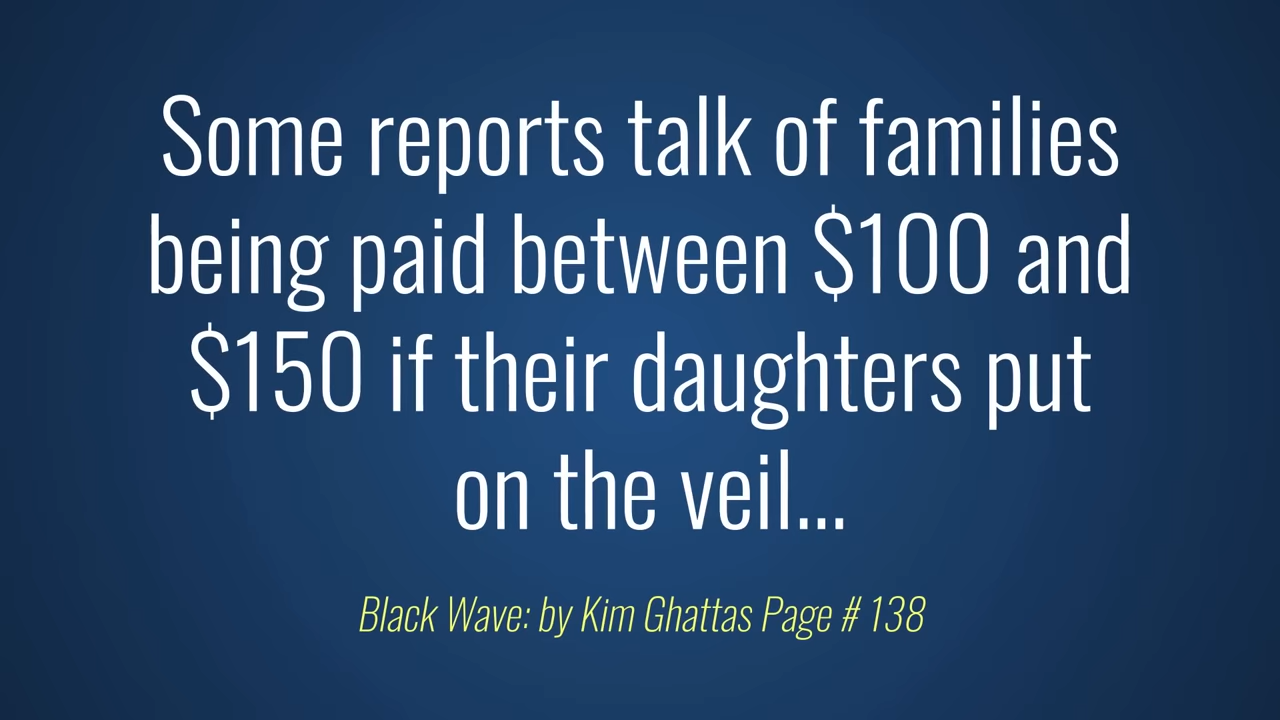 Some reports talk of families
being paid between $100 and
$150 if their daughters put
on the veil...
Black Wave: by Kim Ghattas Page # 138